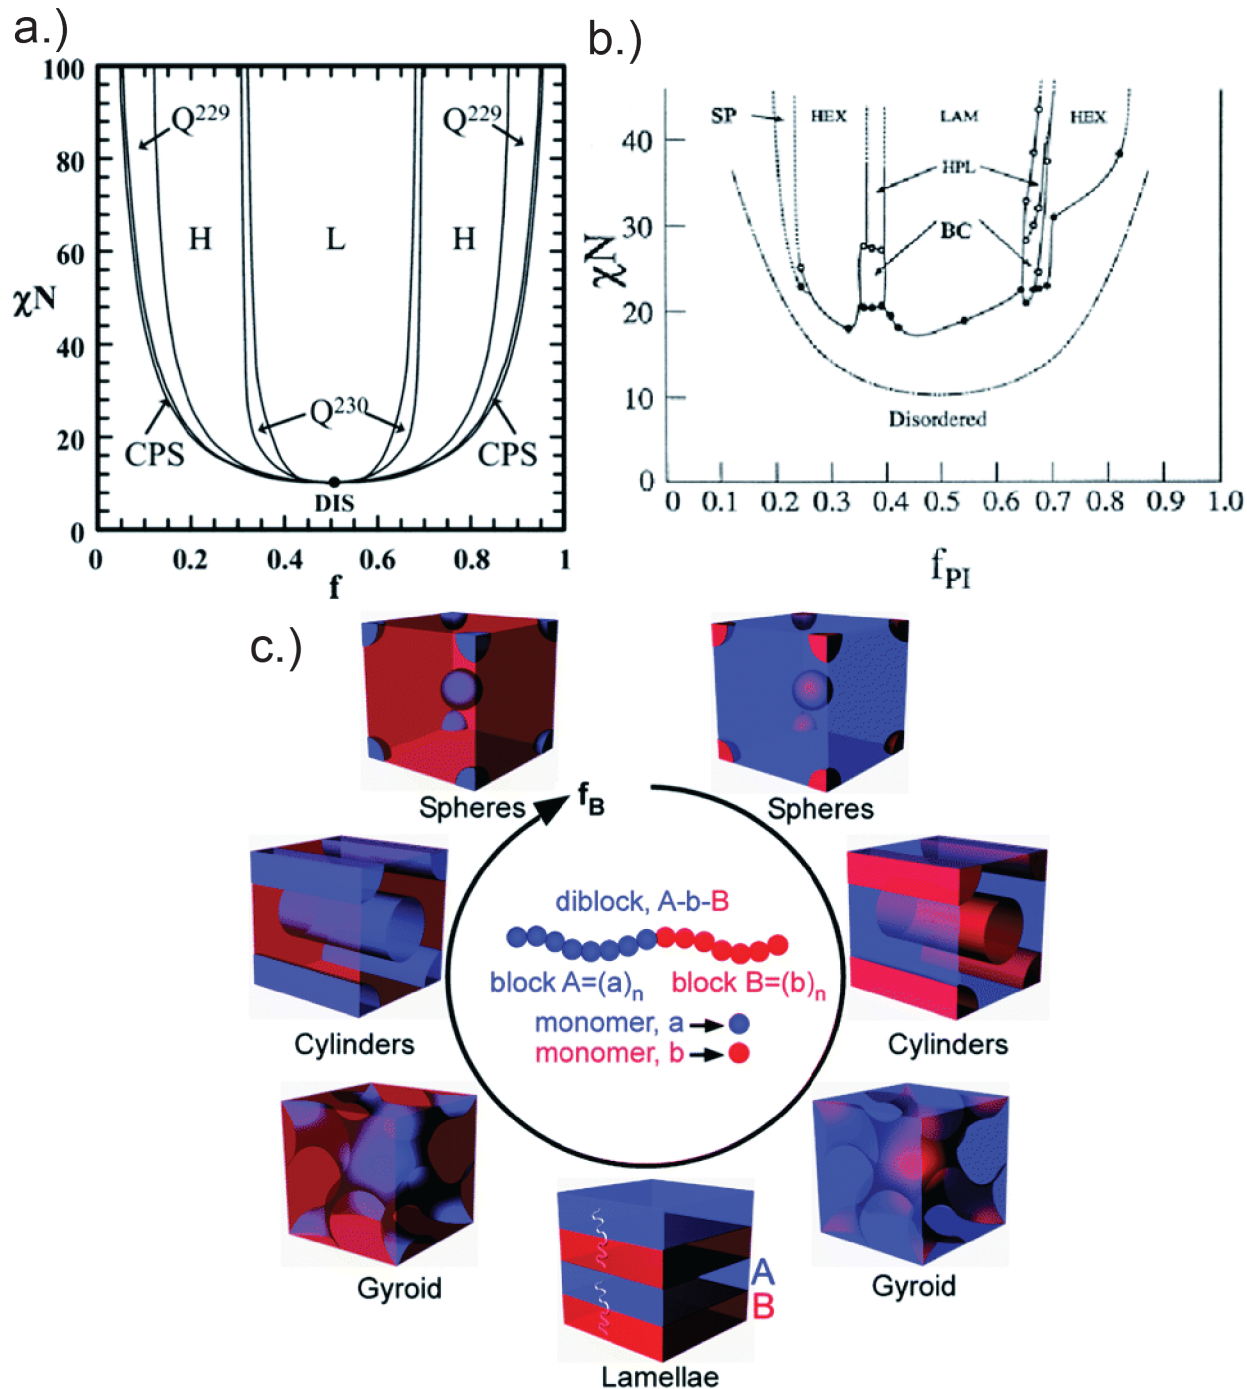 a.)
100
80
60
40
20
0
χN
Q²²⁹
Q²²⁹
H
L
H
Q²³⁰
CPS
CPS
DIS
0
0.2
0.4
0.6
0.8
1
f
b.)
40
30
20
10
0
χN
SP
HEX
LAM
HEX
HPL
BC
Disordered
0
0.1
0.2
0.3
0.4
0.5
0.6
0.7
0.8
0.9
1.0
f_PI
c.)
Spheres
f_B
Spheres
diblock, A-b-B
block A=(a)ₙ
block B=(b)ₙ
monomer, a
monomer, b
Cylinders
Cylinders
Gyroid
Gyroid
A
B
Lamellae